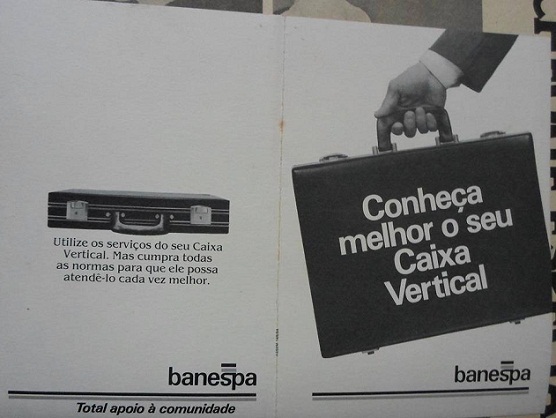 Utilize os serviços do seu Caixa
Vertical. Mas cumpra todas
as normas para que ele possa
atendê-lo cada vez melhor.
banespa
Total apoio à comunidade
Conheça
melhor o seu
Caixa
Vertical
banespa